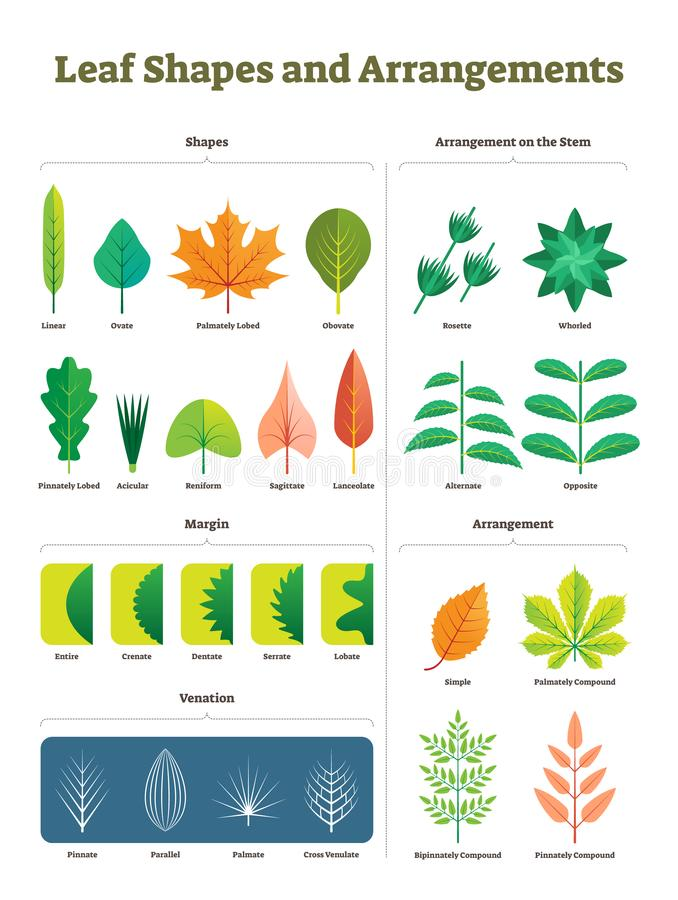 Leaf Shapes and Arrangements
Shapes
Linear Ovate Palmately Lobed Obovate
Pinnately Lobed Acicular Reniform Sagittate Lanceolate
Margin
Entire Crenate Dentate Serrate Lobate
Venation
Pinnate Parallel Palmate Cross Venulate
Arrangement on the Stem
Rosette Whorled
Alternate Opposite
Arrangement
Simple Palmately Compound
Bipinnately Compound Pinnately Compound
dreamstime.com